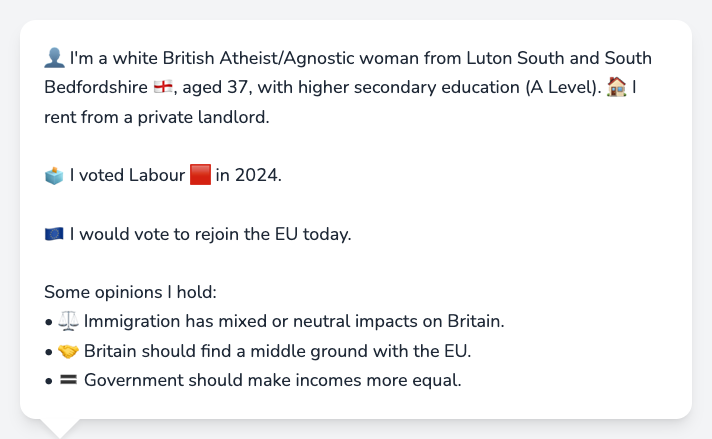 👤 I'm a white British Atheist/Agnostic woman from Luton South and South
Bedfordshire 🏴󠁧󠁢󠁥󠁮󠁧󠁿, aged 37, with higher secondary education (A Level). 🏠 I
rent from a private landlord.
🗳️ I voted Labour 🟥 in 2024.
🇪🇺 I would vote to rejoin the EU today.
Some opinions I hold:
• ⚖️ Immigration has mixed or neutral impacts on Britain.
• 🤝 Britain should find a middle ground with the EU.
• 🟰 Government should make incomes more equal.